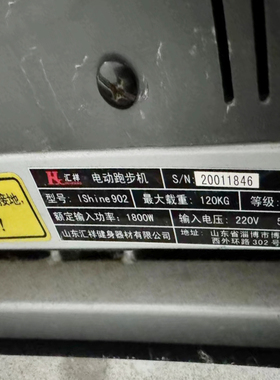 汇祥 电动跑步机 S/N: 20011846
型号: IShine902 最大载重: 120KG 等级:
额定输入功率: 1800W 输入电压: 220V
山东汇祥健身器材有限公司 地址: 山东省淄博市博
西外环路302号
接地,